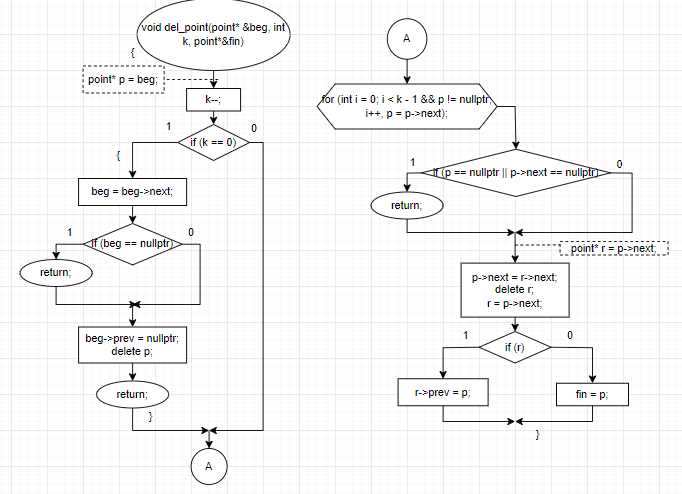 void del_point(point* &beg, int
k, point*&fin)
{
point* p = beg;
k--;
1
0
if (k == 0)
{
beg = beg->next;
1
0
if (beg == nullptr)
return;
beg->prev = nullptr;
delete p;
return;
}
A
A
for (int i = 0; i < k - 1 && p != nullptr;
i++, p = p->next);
1
0
if (p == nullptr || p->next == nullptr)
return;
point* r = p->next;
p->next = r->next;
delete r;
r = p->next;
1
0
if (r)
r->prev = p;
fin = p;
}